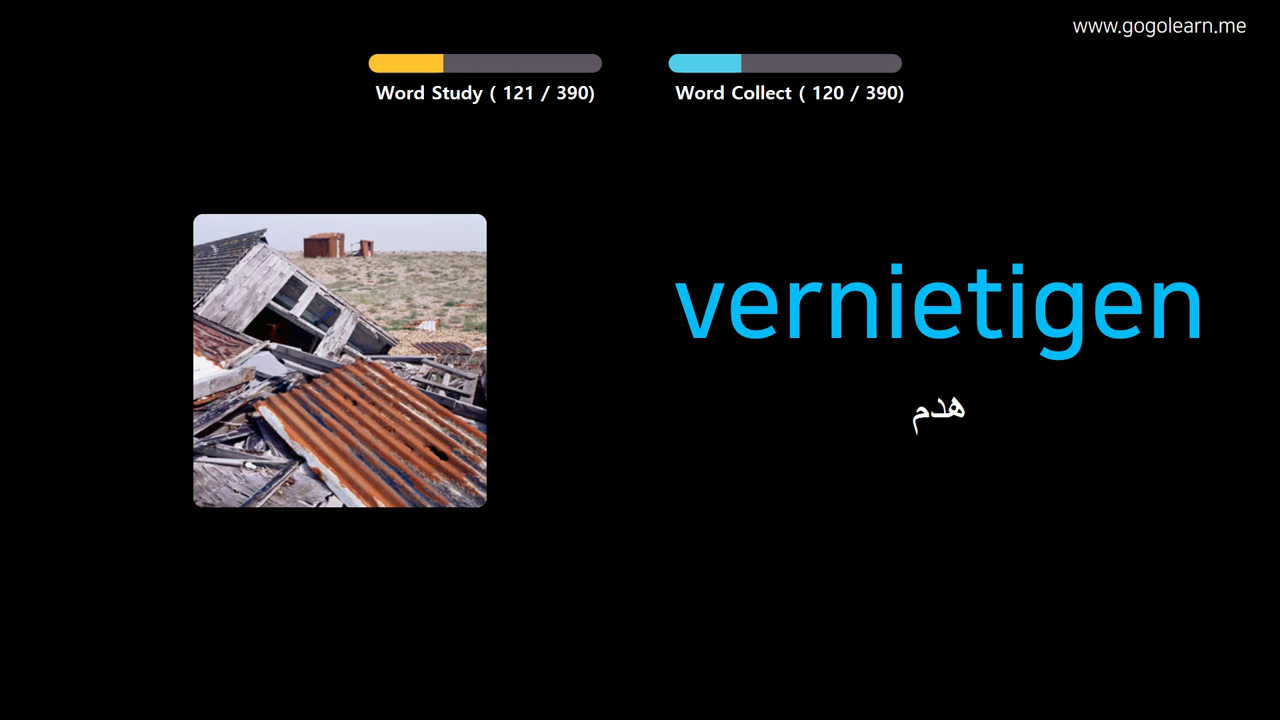 www.gogolearn.me
Word Study ( 121 / 390)
Word Collect ( 120 / 390)
vernietigen
هدم